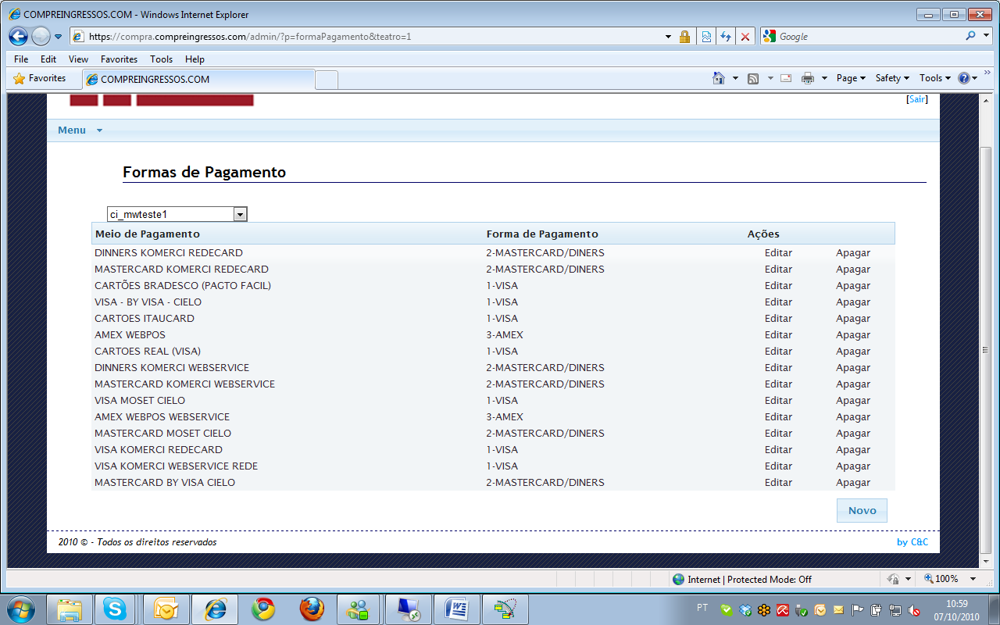 COMPREINGRESSOS.COM - Windows Internet Explorer
https://compra.compreingressos.com/admin/?p=formaPagamento&teatro=1
Google
File Edit View Favorites Tools Help
Favorites COMPREINGRESSOS.COM Page Safety Tools
[Sair]
Menu
Formas de Pagamento
ci_mwteste1
Meio de Pagamento Forma de Pagamento Ações
DINNERS KOMERCI REDECARD 2-MASTERCARD/DINERS Editar Apagar
MASTERCARD KOMERCI REDECARD 2-MASTERCARD/DINERS Editar Apagar
CARTÕES BRADESCO (PAGTO FACIL) 1-VISA Editar Apagar
VISA - BY VISA - CIELO 1-VISA Editar Apagar
CARTOES ITAUCARD 1-VISA Editar Apagar
AMEX WEBPOS 3-AMEX Editar Apagar
CARTOES REAL (VISA) 1-VISA Editar Apagar
DINNERS KOMERCI WEBSERVICE 2-MASTERCARD/DINERS Editar Apagar
MASTERCARD KOMERCI WEBSERVICE 2-MASTERCARD/DINERS Editar Apagar
VISA MOSET CIELO 1-VISA Editar Apagar
AMEX WEBPOS WEBSERVICE 3-AMEX Editar Apagar
MASTERCARD MOSET CIELO 2-MASTERCARD/DINERS Editar Apagar
VISA KOMERCI REDECARD 1-VISA Editar Apagar
VISA KOMERCI WEBSERVICE REDE 1-VISA Editar Apagar
MASTERCARD BY VISA CIELO 2-MASTERCARD/DINERS Editar Apagar
Novo
2010 © - Todos os direitos reservados by C&C
Internet | Protected Mode: Off 100%
PT 10:59
07/10/2010